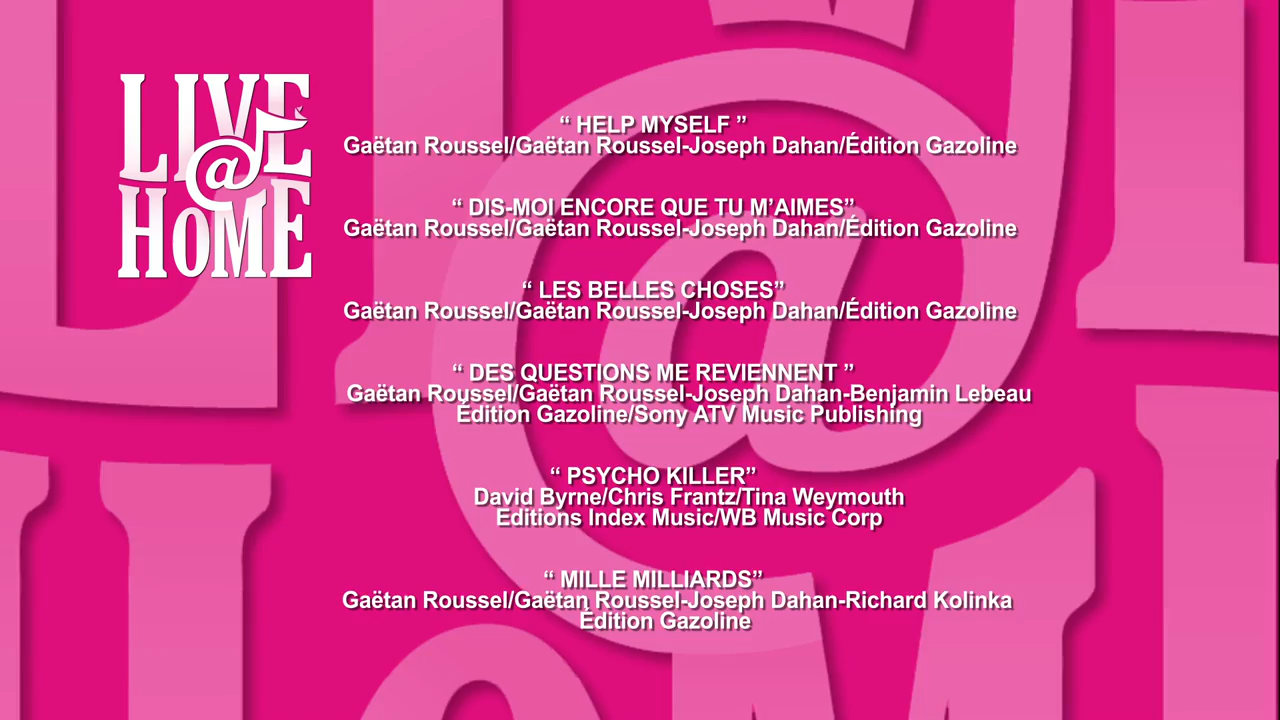 LIVE
@
HOME
“ HELP MYSELF ”
Gaëtan Roussel/Gaëtan Roussel-Joseph Dahan/Édition Gazoline
“ DIS-MOI ENCORE QUE TU M’AIMES”
Gaëtan Roussel/Gaëtan Roussel-Joseph Dahan/Édition Gazoline
“ LES BELLES CHOSES”
Gaëtan Roussel/Gaëtan Roussel-Joseph Dahan/Édition Gazoline
“ DES QUESTIONS ME REVIENNENT ”
Gaëtan Roussel/Gaëtan Roussel-Joseph Dahan-Benjamin Lebeau
Édition Gazoline/Sony ATV Music Publishing
“ PSYCHO KILLER”
David Byrne/Chris Frantz/Tina Weymouth
Editions Index Music/WB Music Corp
“ MILLE MILLIARDS”
Gaëtan Roussel/Gaëtan Roussel-Joseph Dahan-Richard Kolinka
Édition Gazoline